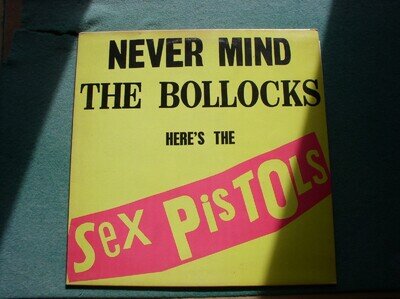 NEVER MIND
THE BOLLOCKS
HERE'S THE
Sex PiSTOLs